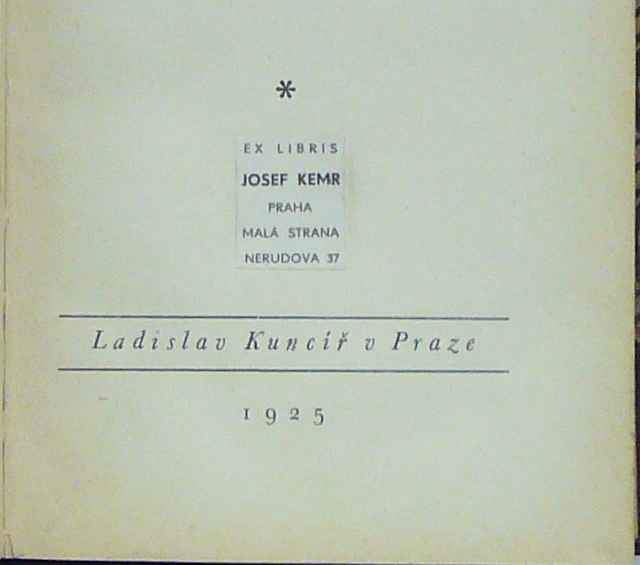 *
EX LIBRIS
JOSEF KEMR
PRAHA
MALÁ STRANA
NERUDOVA 37
Ladislav Kuncíř v Praze
1925